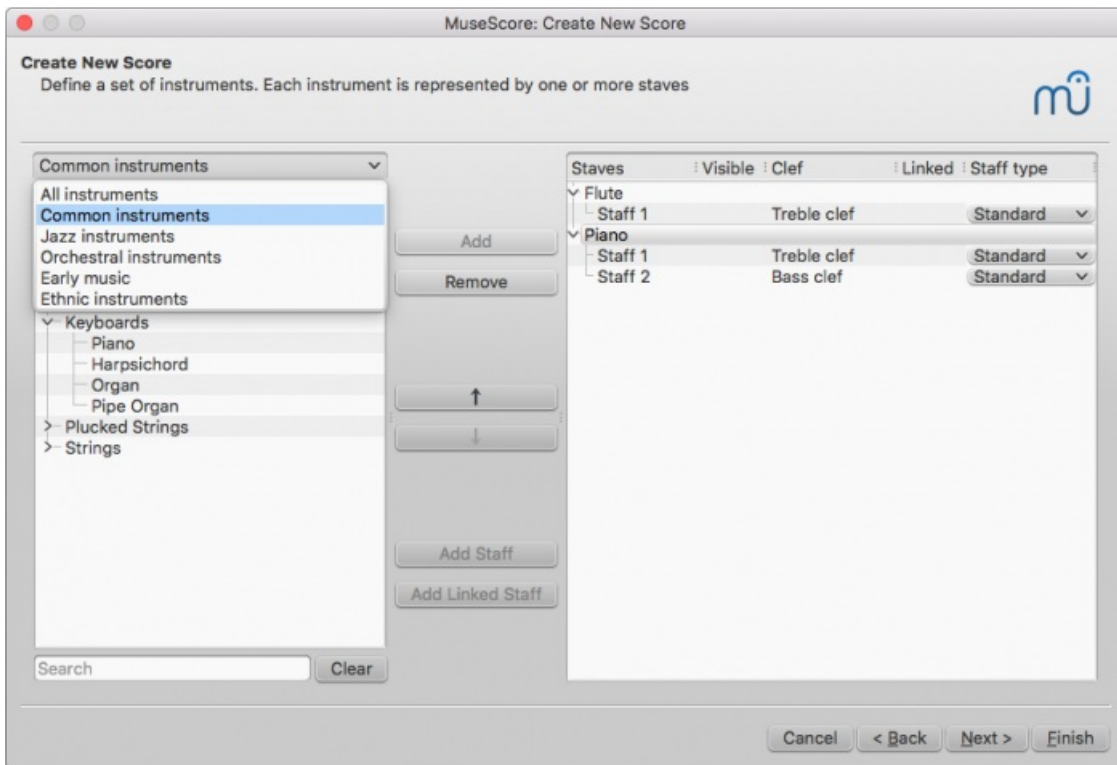 MuseScore: Create New Score
Create New Score
Define a set of instruments. Each instrument is represented by one or more staves
mu
Common instruments
All instruments
Common instruments
Jazz instruments
Orchestral instruments
Early music
Ethnic instruments
Keyboards
Piano
Harpsichord
Organ
Pipe Organ
Plucked Strings
Strings
Search
Clear
Add
Remove
↑
↓
Add Staff
Add Linked Staff
Staves Visible Clef Linked Staff type
Flute
Staff 1 Treble clef Standard
Piano
Staff 1 Treble clef Standard
Staff 2 Bass clef Standard
Cancel < Back Next > Finish